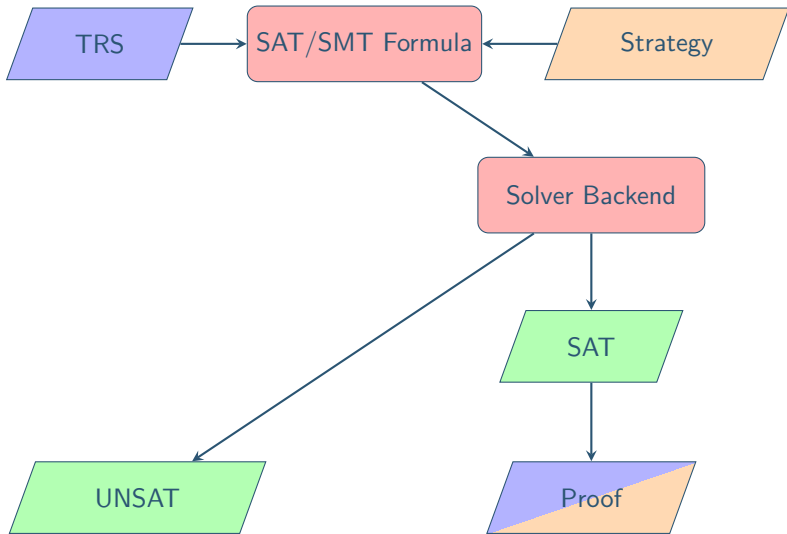 TRS
SAT/SMT Formula
Strategy
Solver Backend
SAT
UNSAT
Proof